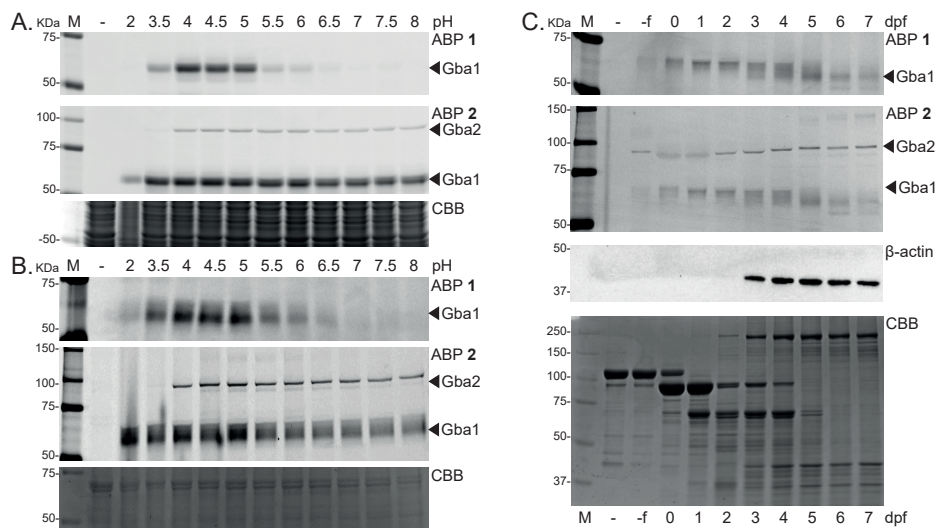 A. KDa M - 2 3.5 4 4.5 5 5.5 6 6.5 7 7.5 8 pH
75-
ABP 1
Gba1
50-
100-
ABP 2
Gba2
75-
Gba1
50-
CBB
-50-
B. KDa M - 2 3.5 4 4.5 5 5.5 6 6.5 7 7.5 8 pH
75-
ABP 1
Gba1
50-
150-
ABP 2
100-
Gba2
75-
Gba1
50-
75-
CBB
50-
C. KDa M - -f 0 1 2 3 4 5 6 7 dpf
75-
ABP 1
Gba1
50-
150-
ABP 2
100-
Gba2
75-
Gba1
50-
50-
β-actin
37-
CBB
250-
150-
100-
75-
50-
37-
M - -f 0 1 2 3 4 5 6 7 dpf